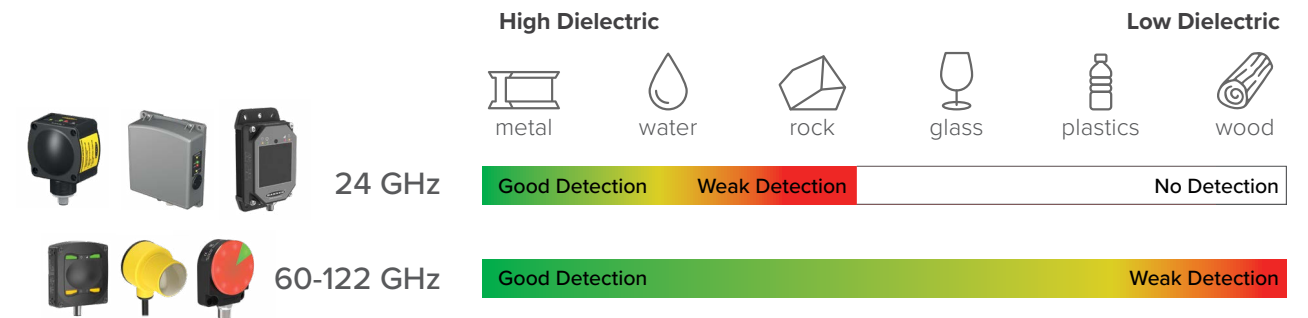 High Dielectric Low Dielectric
metal water rock glass plastics wood
24 GHz Good Detection Weak Detection No Detection
60-122 GHz Good Detection Weak Detection